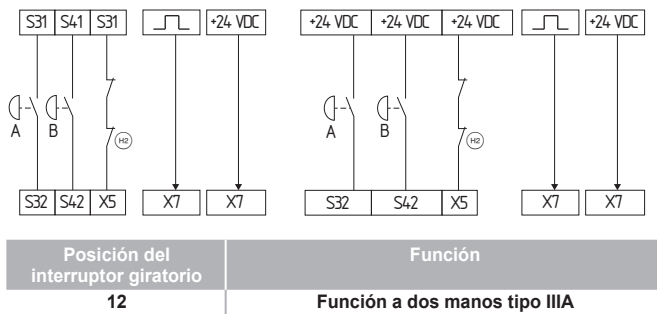 S31 S41 S31 +24 VDC +24 VDC +24 VDC +24 VDC +24 VDC
A B H2 A B H2
S32 S42 X5 X7 X7 S32 S42 X5 X7 X7
Posición del interruptor giratorio
Función
12
Función a dos manos tipo IIIA